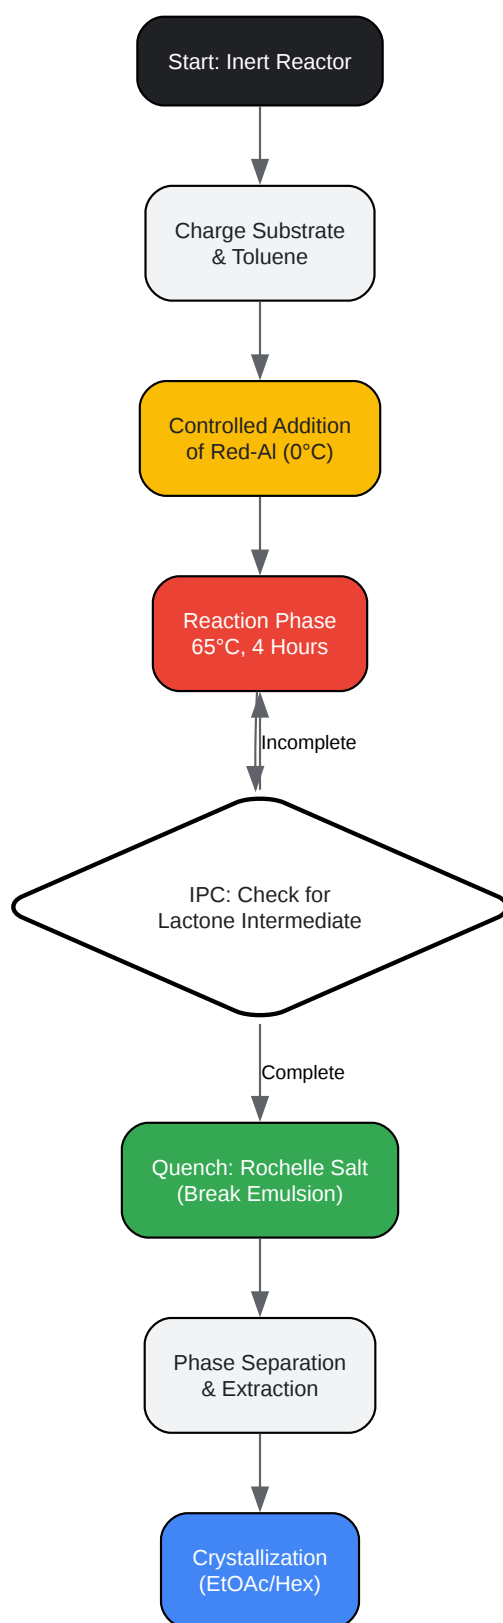 Start: Inert Reactor
Charge Substrate
& Toluene
Controlled Addition
of Red-Al (0°C)
Reaction Phase
65°C, 4 Hours
Incomplete
IPC: Check for
Lactone Intermediate
Complete
Quench: Rochelle Salt
(Break Emulsion)
Phase Separation
& Extraction
Crystallization
(EtOAc/Hex)